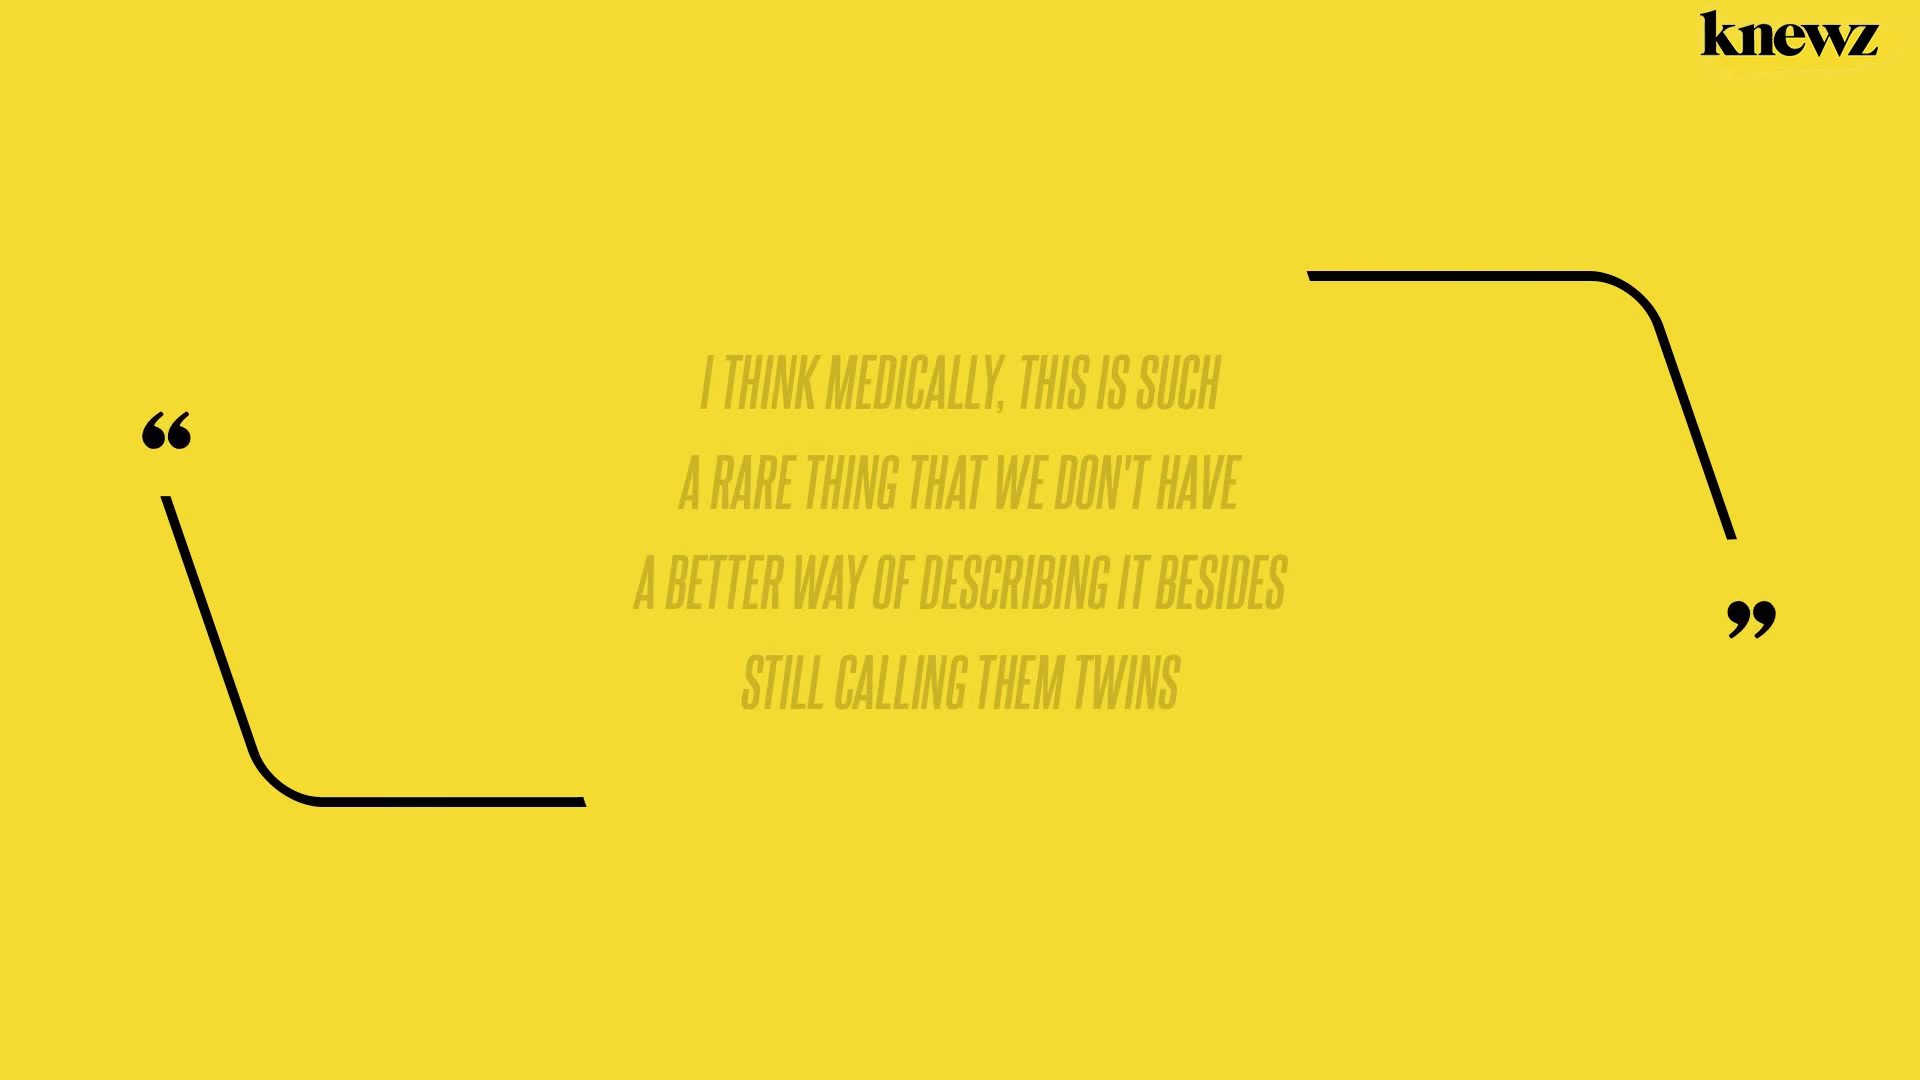 knewz
“
I THINK MEDICALLY, THIS IS SUCH
A RARE THING THAT WE DON'T HAVE
A BETTER WAY OF DESCRIBING IT BESIDES
STILL CALLING THEM TWINS
”